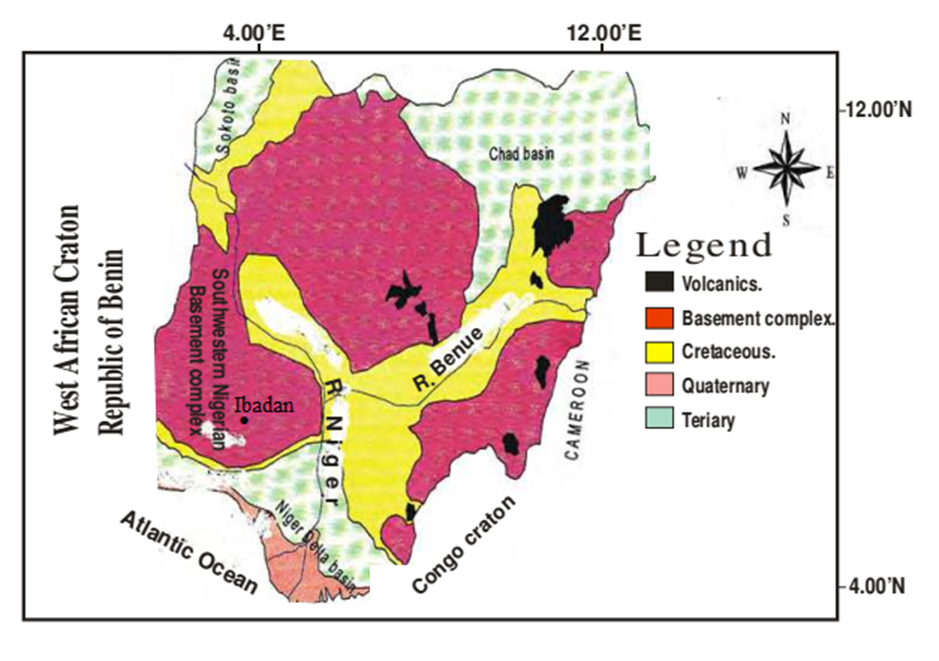 4.00’E
12.00’E
12.00’N
Sokoto basin
Chad basin
N
W
E
S
West African Craton
Republic of Benin
Legend
Volcanics.
Basement complex.
Cretaceous.
Quaternary
Teriary
Southwestern Nigerian
Basement complex
R. Benue
Ibadan
R. Niger
CAMEROON
Niger Delta basin
Atlantic Ocean
Congo craton
4.00’N